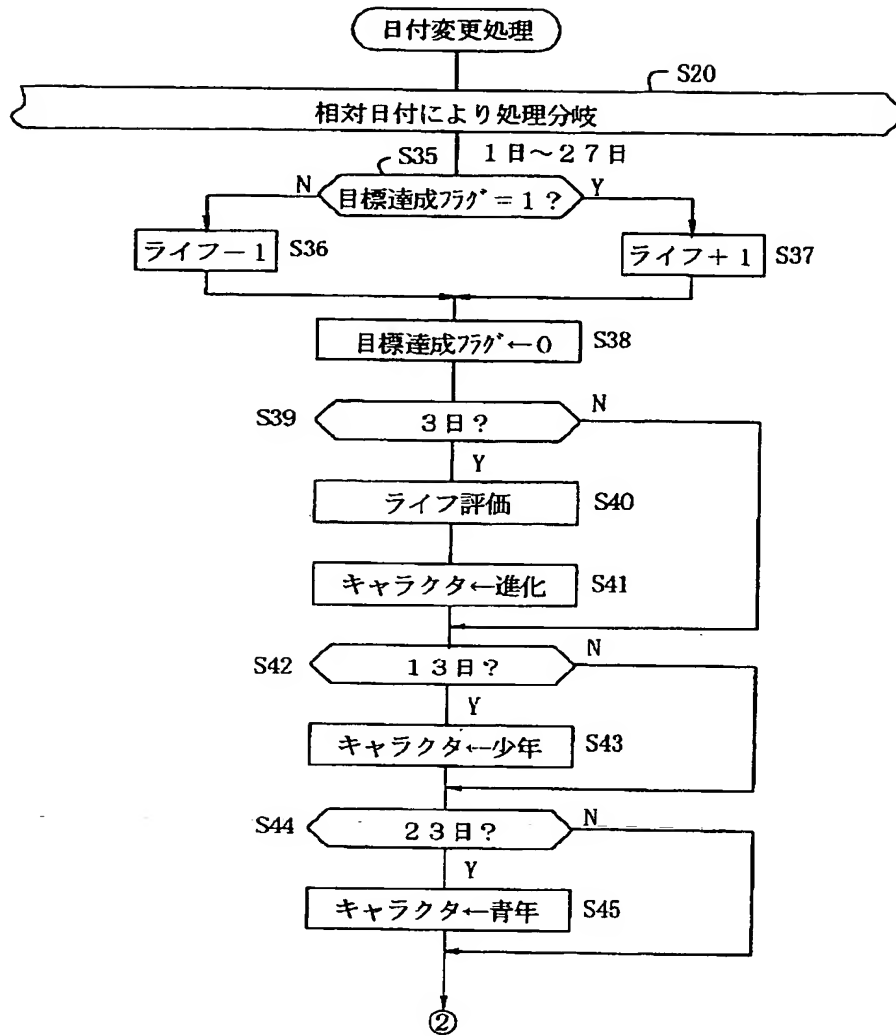 日付変更処理
S20
相対日付により処理分岐
1日～27日
S35
N
目標達成ﾌﾗｸﾞ=1?
Y
ライフ-1
S36
ライフ+1
S37
目標達成ﾌﾗｸﾞ←0
S38
S39
3日?
N
Y
ライフ評価
S40
キャラクタ←進化
S41
S42
13日?
N
Y
キャラクタ←少年
S43
S44
23日?
N
Y
キャラクタ←青年
S45
②